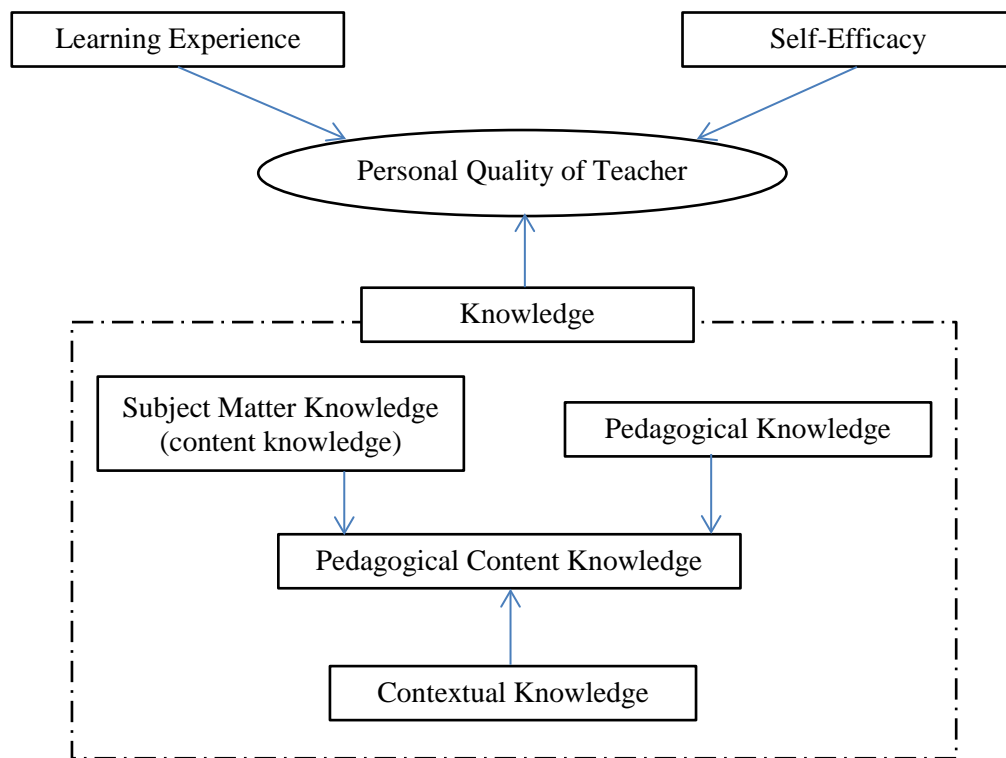 Learning Experience
Self-Efficacy
Personal Quality of Teacher
Knowledge
Subject Matter Knowledge
(content knowledge)
Pedagogical Knowledge
Pedagogical Content Knowledge
Contextual Knowledge